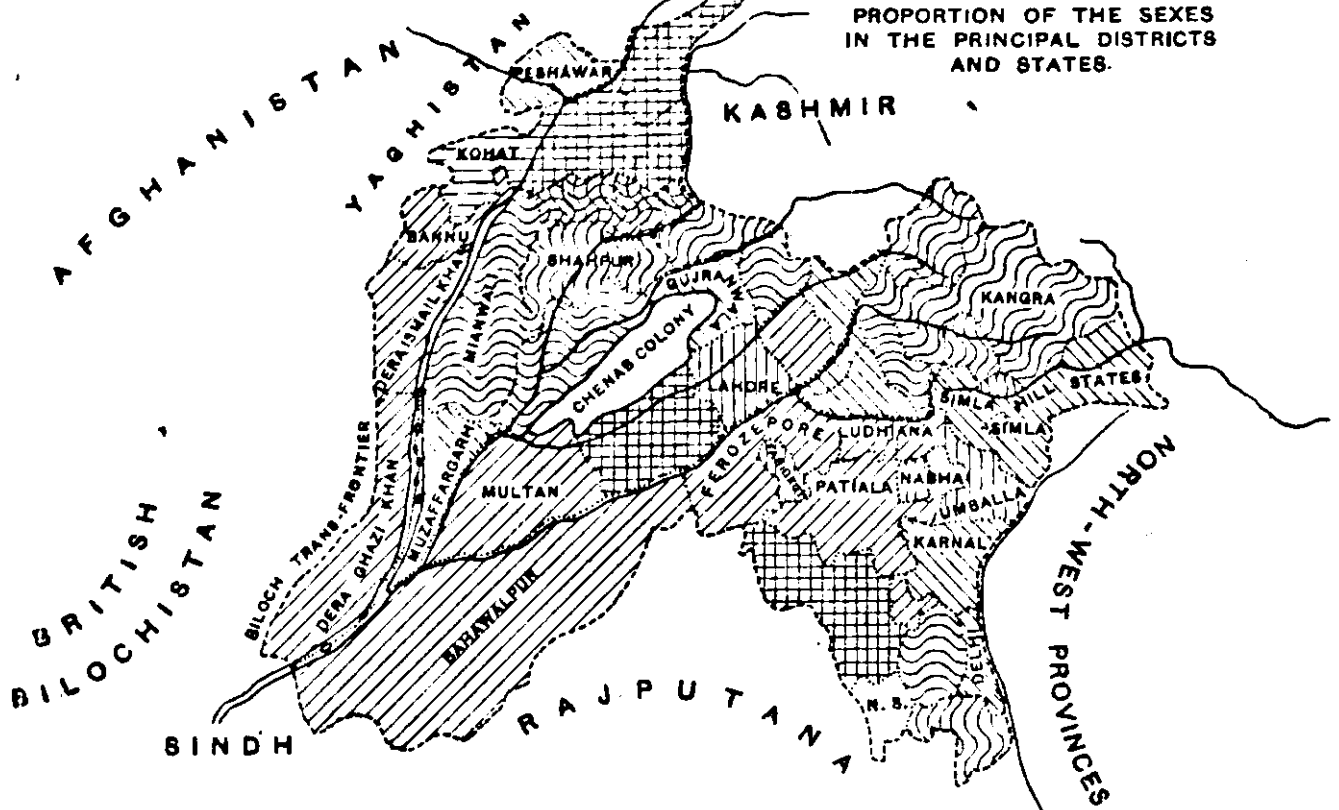 PROPORTION OF THE SEXES
IN THE PRINCIPAL DISTRICTS
AND STATES.
AFGHANISTAN
YAGHISTAN
PESHAWAR
KASHMIR
KOHAT
BANNU
SHAHPUR
GUJRANWALA
KANGRA
DERA ISMAIL KHAN
MIANWALI
CHENAB COLONY
LAHORE
SIMLA HILL STATES
SIMLA
FEROZEPORE
LUDHIANA
BILOCH TRANS-FRONTIER
DERA GHAZI KHAN
MUZAFFARGARH
MULTAN
PATIALA
NABHA
UMBALLA
KARNAL
NORTH-WEST PROVINCES
BRITISH
BILOCHISTAN
BAHAWALPUR
DELHI
N. S.
RAJPUTANA
SINDH